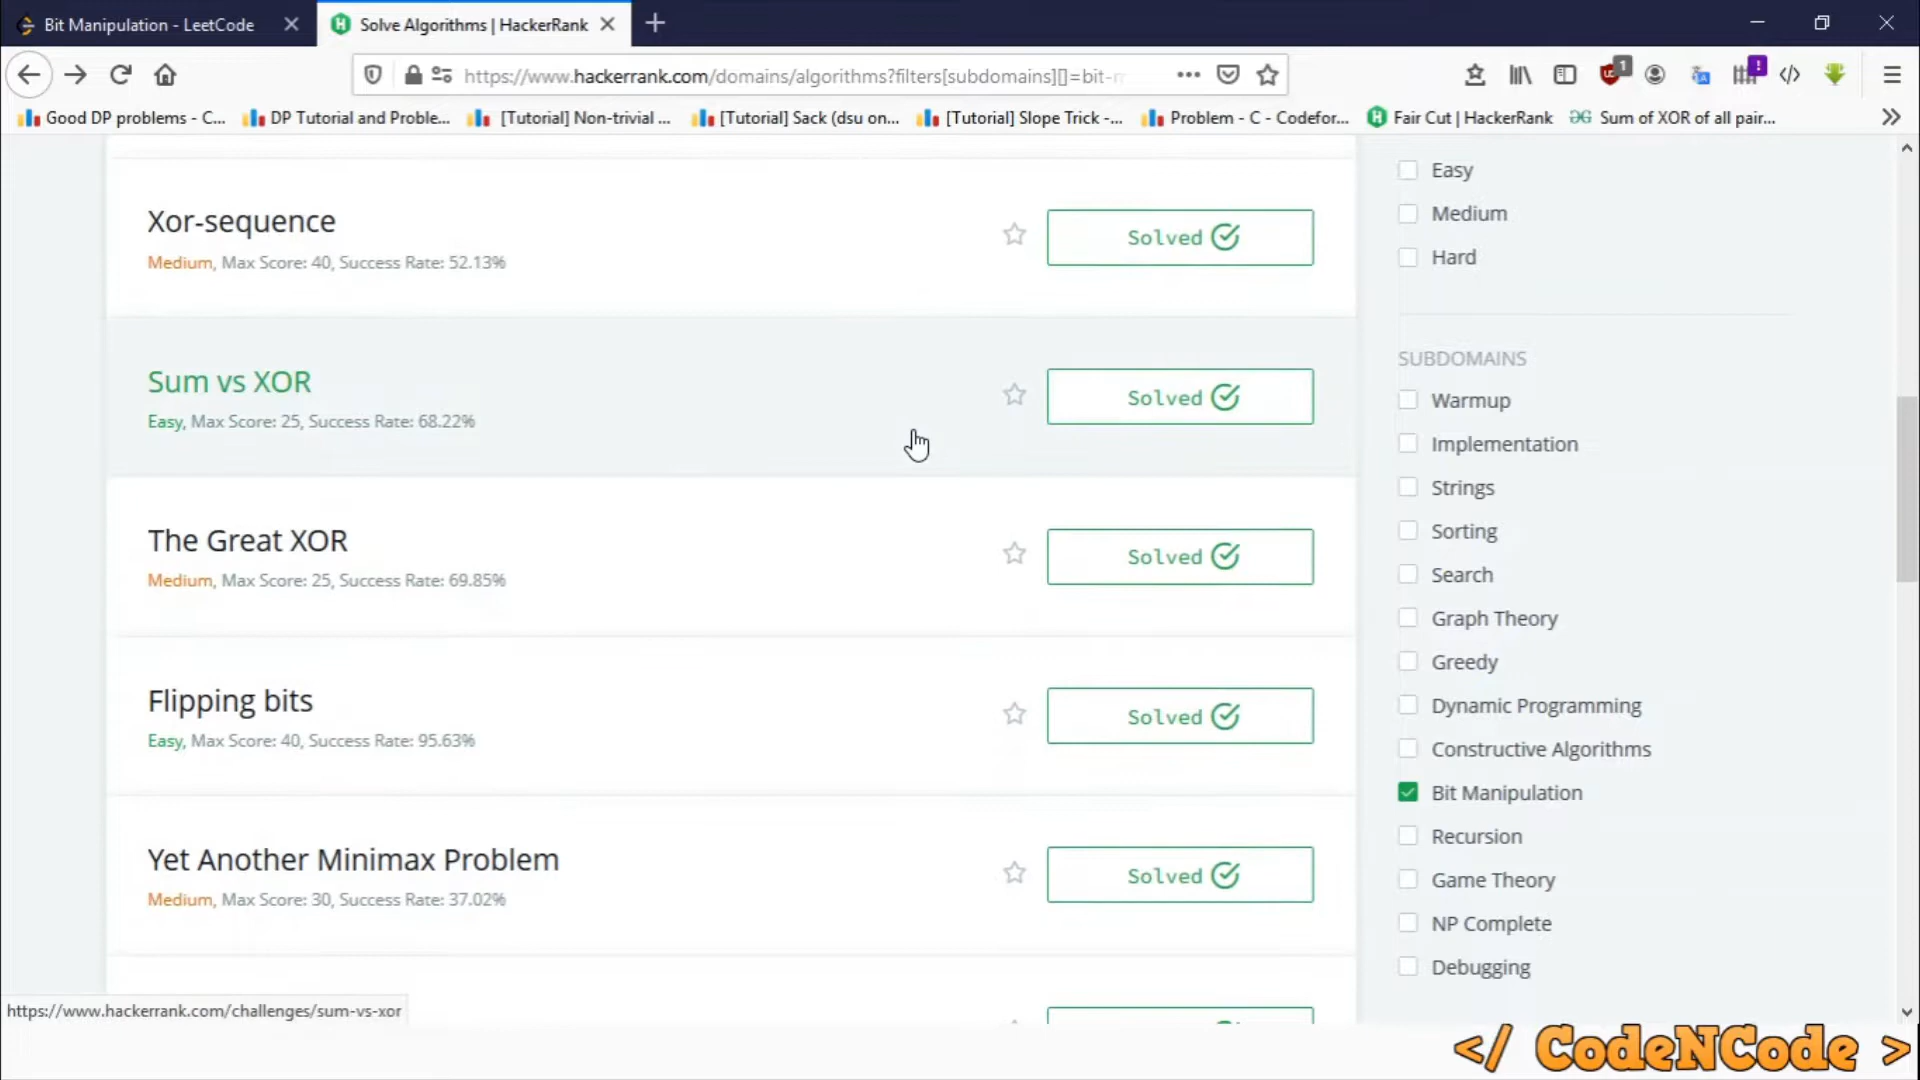 Bit Manipulation - LeetCode
Solve Algorithms | HackerRank
https://www.hackerrank.com/domains/algorithms?filters[subdomains][]=bit-m
1
!
Good DP problems - C...
DP Tutorial and Proble...
[Tutorial] Non-trivial ...
[Tutorial] Sack (dsu on...
[Tutorial] Slope Trick -...
Problem - C - Codefor...
Fair Cut | HackerRank
Sum of XOR of all pair...
Xor-sequence
Medium, Max Score: 40, Success Rate: 52.13%
Solved
Sum vs XOR
Easy, Max Score: 25, Success Rate: 68.22%
Solved
The Great XOR
Medium, Max Score: 25, Success Rate: 69.85%
Solved
Flipping bits
Easy, Max Score: 40, Success Rate: 95.63%
Solved
Yet Another Minimax Problem
Medium, Max Score: 30, Success Rate: 37.02%
Solved
Easy
Medium
Hard
SUBDOMAINS
Warmup
Implementation
Strings
Sorting
Search
Graph Theory
Greedy
Dynamic Programming
Constructive Algorithms
Bit Manipulation
Recursion
Game Theory
NP Complete
Debugging
https://www.hackerrank.com/challenges/sum-vs-xor
</ CodeNCode >